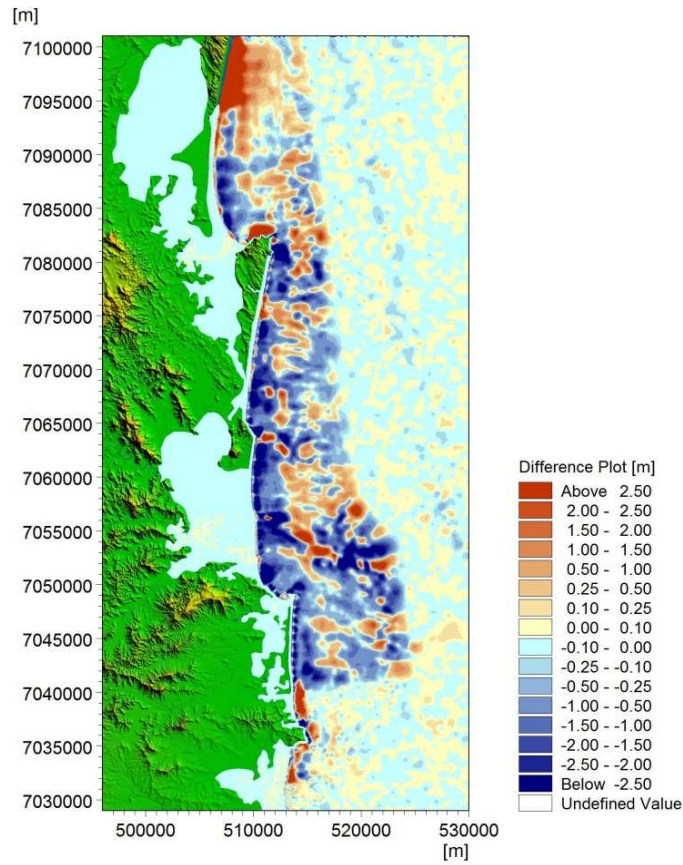 [m]
7100000
7095000
7090000
7085000
7080000
7075000
7070000
7065000
7060000
7055000
7050000
7045000
7040000
7035000
7030000
500000 510000 520000 530000
[m]
Difference Plot [m]
Above 2.50
2.00 - 2.50
1.50 - 2.00
1.00 - 1.50
0.50 - 1.00
0.25 - 0.50
0.10 - 0.25
0.00 - 0.10
-0.10 - 0.00
-0.25 - -0.10
-0.50 - -0.25
-1.00 - -0.50
-1.50 - -1.00
-2.00 - -1.50
-2.50 - -2.00
Below -2.50
Undefined Value